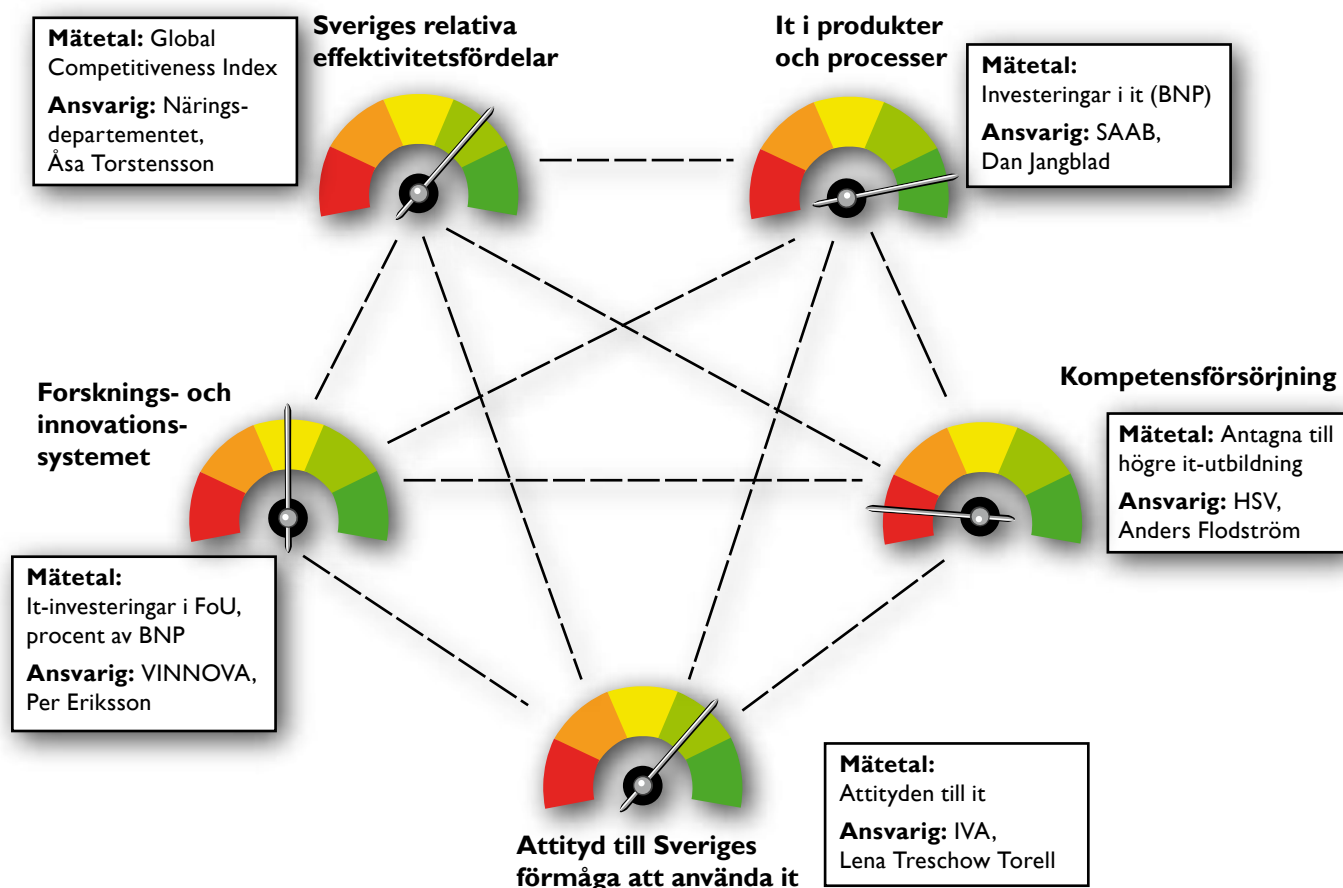 Sveriges relativa
effektivitetsfördelar
Mätetal: Global
Competitiveness Index
Ansvarig: Närings-
departementet,
Åsa Torstensson
It i produkter
och processer
Mätetal:
Investeringar i it (BNP)
Ansvarig: SAAB,
Dan Jangblad
Forsknings- och
innovations-
systemet
Mätetal:
It-investeringar i FoU,
procent av BNP
Ansvarig: VINNOVA,
Per Eriksson
Kompetensförsörjning
Mätetal: Antagna till
högre it-utbildning
Ansvarig: HSV,
Anders Flodström
Attityd till Sveriges
förmåga att använda it
Mätetal:
Attityden till it
Ansvarig: IVA,
Lena Treschow Torell